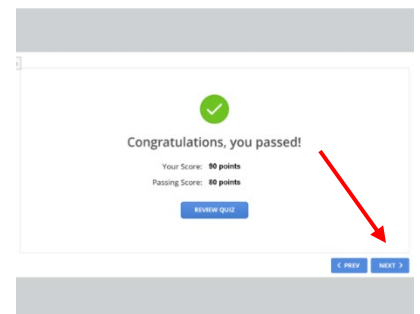 Congratulations, you passed!
Your Score: 90 points
Passing Score: 80 points
REVIEW QUIZ
< PREV NEXT >